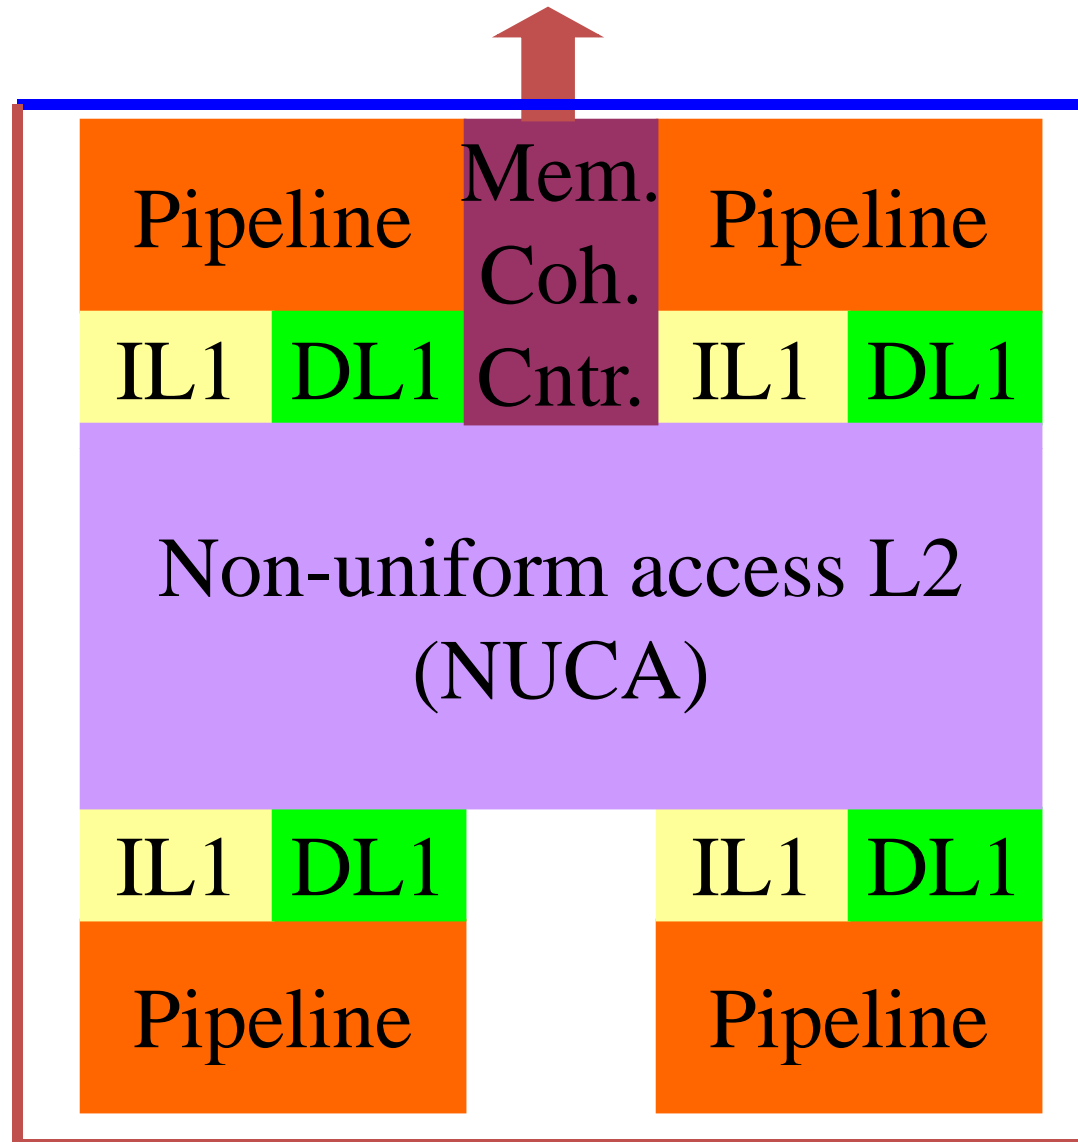 Pipeline
Mem.
Coh.
Cntr.
Pipeline
IL1
DL1
IL1
DL1
Non-uniform access L2
(NUCA)
IL1
DL1
IL1
DL1
Pipeline
Pipeline